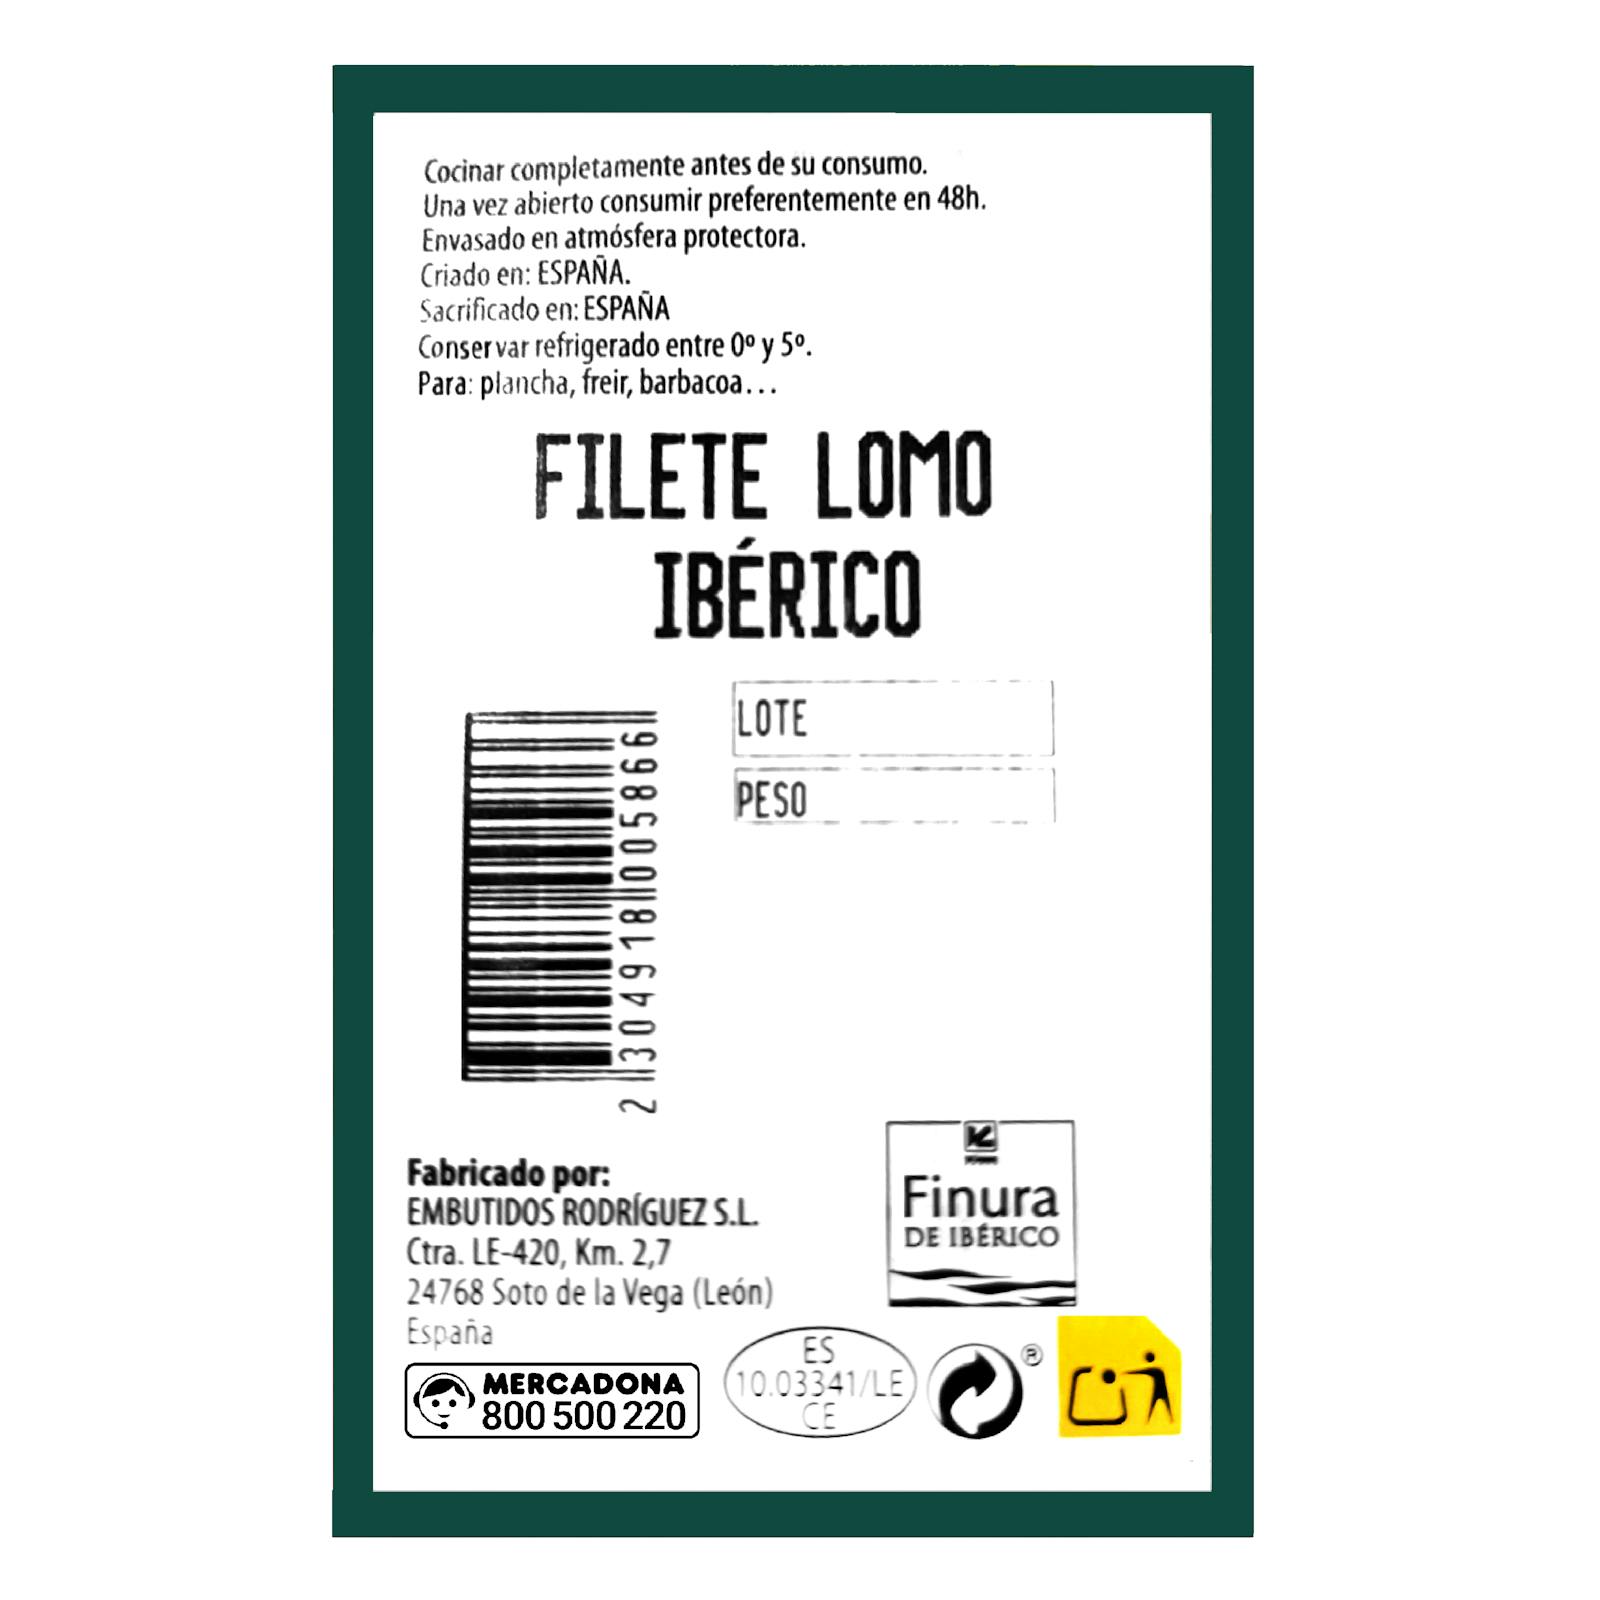 Cocinar completamente antes de su consumo.
Una vez abierto consumir preferentemente en 48h.
Envasado en atmósfera protectora.
Criado en: ESPAÑA.
Sacrificado en: ESPAÑA
Conservar refrigerado entre 0º y 5º.
Para: plancha, freir, barbacoa...
FILETE LOMO
IBÉRICO
LOTE
PESO
2 304918 005866
Fabricado por:
EMBUTIDOS RODRÍGUEZ S.L.
Ctra. LE-420, Km. 2,7
24768 Soto de la Vega (León)
España
Finura
DE IBÉRICO
MERCADONA
800 500 220
ES
10.03341/LE
CE
®